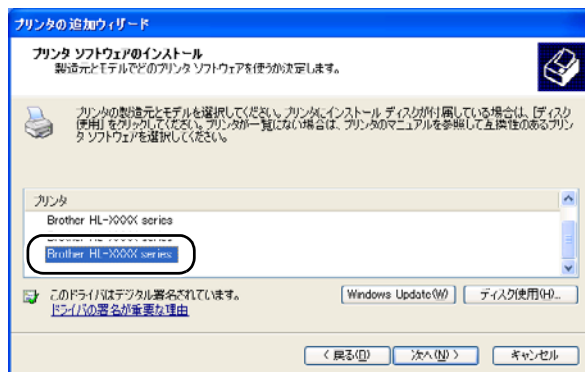 プリンタの追加ウィザード
プリンタ ソフトウェアのインストール
製造元とモデルでどのプリンタ ソフトウェアを使うか決定します。
プリンタの製造元とモデルを選択してください。プリンタにインストール ディスクが付属している場合は、[ディスク
使用] をクリックしてください。プリンタが一覧にない場合は、プリンタのマニュアルを参照して互換性のあるプリン
タ ソフトウェアを選択してください。
プリンタ
Brother HL-XXXX series
Brother HL-XXXX series
このドライバはデジタル署名されています。
ドライバの署名が重要な理由
Windows Update(W)
ディスク使用(H)...
< 戻る(B)
次へ(N) >
キャンセル